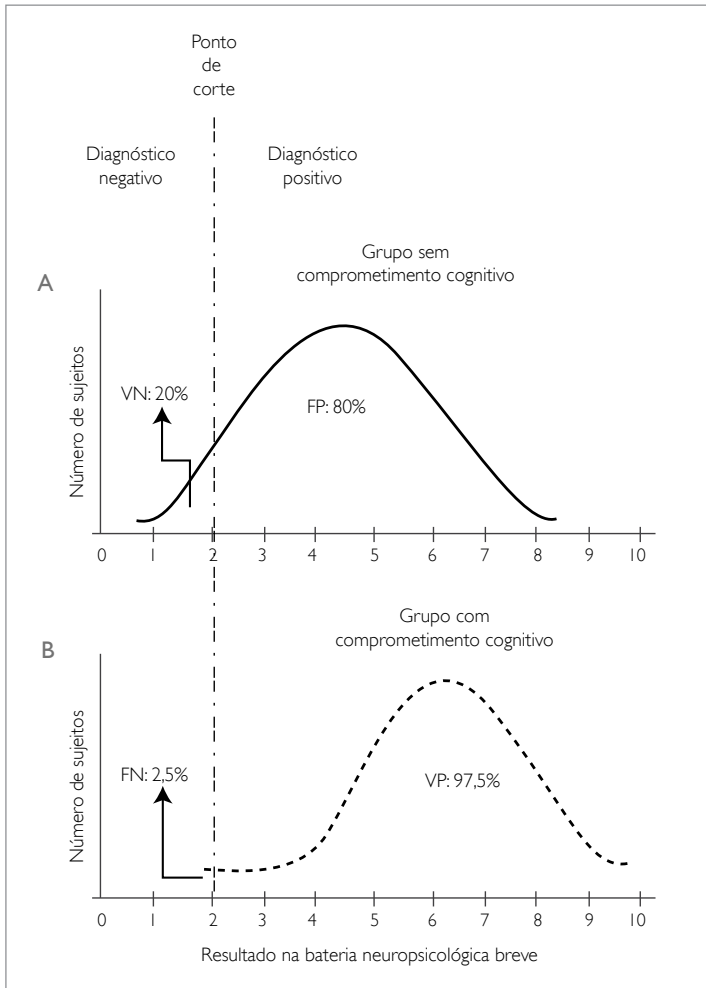 Ponto
de
corte
Diagnóstico
negativo
Diagnóstico
positivo
Grupo sem
comprometimento cognitivo
A
Número de sujeitos
VN: 20%
FP: 80%
0 1 2 3 4 5 6 7 8 9 10
Grupo com
comprometimento cognitivo
B
Número de sujeitos
FN: 2,5%
VP: 97,5%
0 1 2 3 4 5 6 7 8 9 10
Resultado na bateria neuropsicológica breve